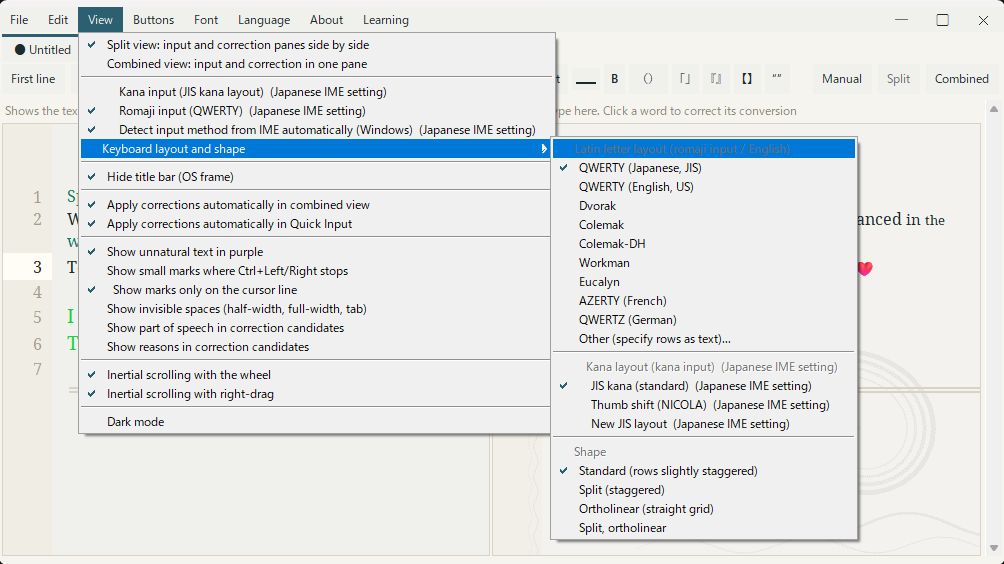 File Edit View Buttons Font Language About Learning
● Untitled
First line
B () 「」 『』 【】 “” Manual Split Combined
Shows the tex
ype here. Click a word to correct its conversion
Split view: input and correction panes side by side
Combined view: input and correction in one pane
Kana input (JIS kana layout) (Japanese IME setting)
Romaji input (QWERTY) (Japanese IME setting)
Detect input method from IME automatically (Windows) (Japanese IME setting)
Keyboard layout and shape
Hide title bar (OS frame)
Apply corrections automatically in combined view
Apply corrections automatically in Quick Input
Show unnatural text in purple
Show small marks where Ctrl+Left/Right stops
Show marks only on the cursor line
Show invisible spaces (half-width, full-width, tab)
Show part of speech in correction candidates
Show reasons in correction candidates
Inertial scrolling with the wheel
Inertial scrolling with right-drag
Dark mode
Latin letter layout (romaji input / English)
QWERTY (Japanese, JIS)
QWERTY (English, US)
Dvorak
Colemak
Colemak-DH
Workman
Eucalyn
AZERTY (French)
QWERTZ (German)
Other (specify rows as text)...
Kana layout (kana input) (Japanese IME setting)
JIS kana (standard) (Japanese IME setting)
Thumb shift (NICOLA) (Japanese IME setting)
New JIS layout (Japanese IME setting)
Shape
Standard (rows slightly staggered)
Split (staggered)
Ortholinear (straight grid)
Split, ortholinear
1 S
2 W
w
3 T
4
5 I
6 T
7
anced in the